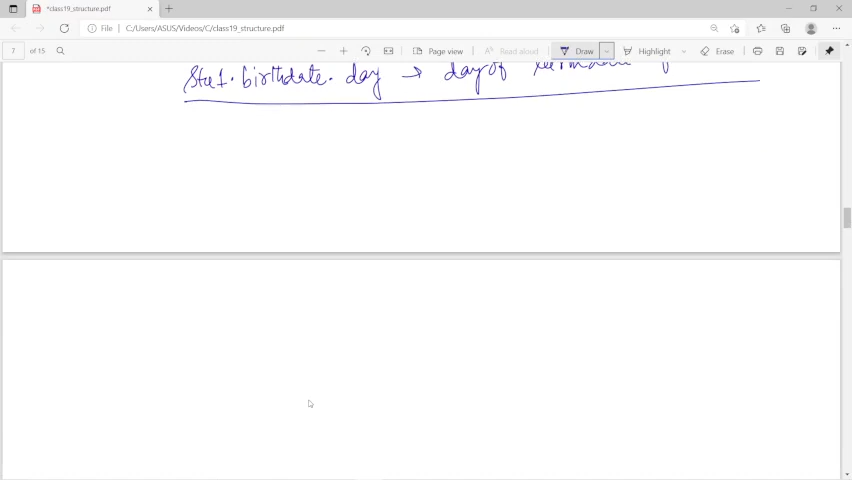 *class19_structure.pdf
File C:/Users/ASUS/Videos/C/class19_structure.pdf
7 of 15 Page view Read aloud Draw Highlight Erase
Stu1.birthdate.day → day of